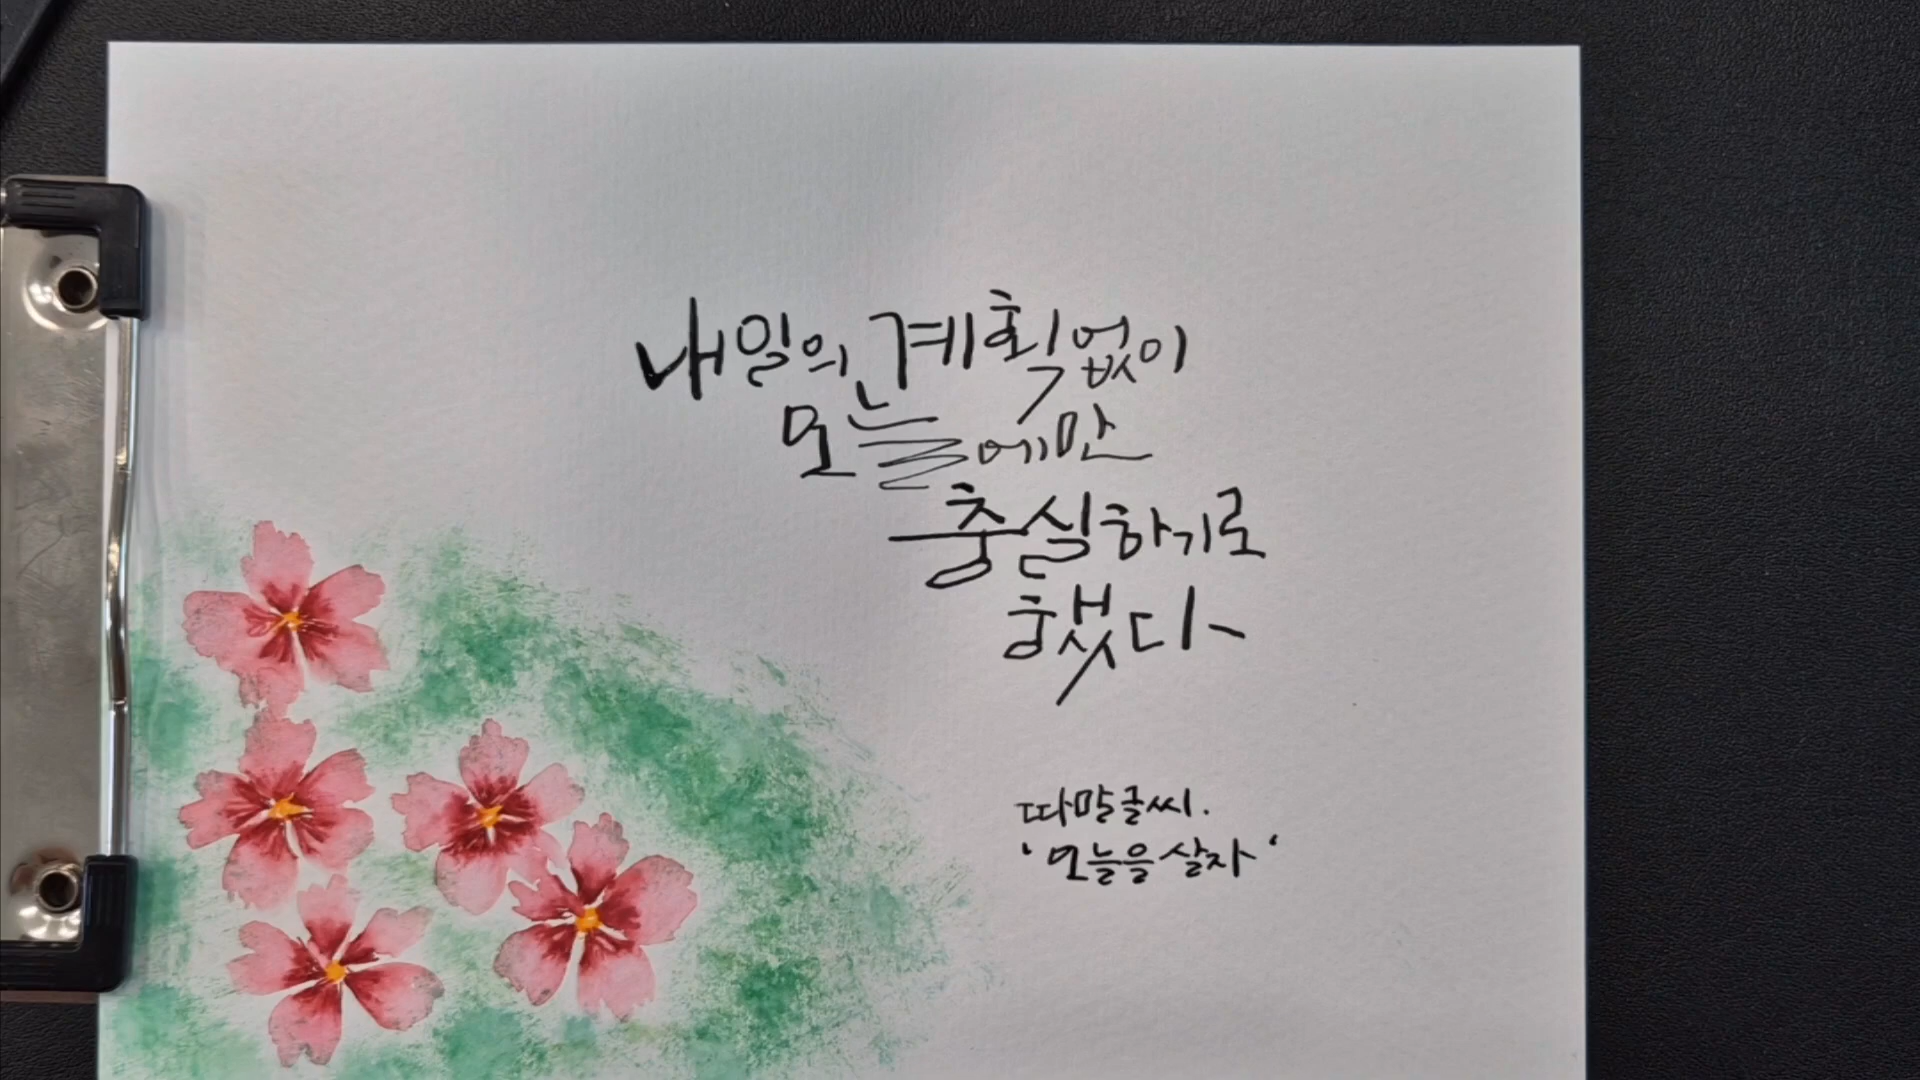 내일의 계획없이
오늘에만
충실하기로
했다
따말글씨.
'오늘을 살자'